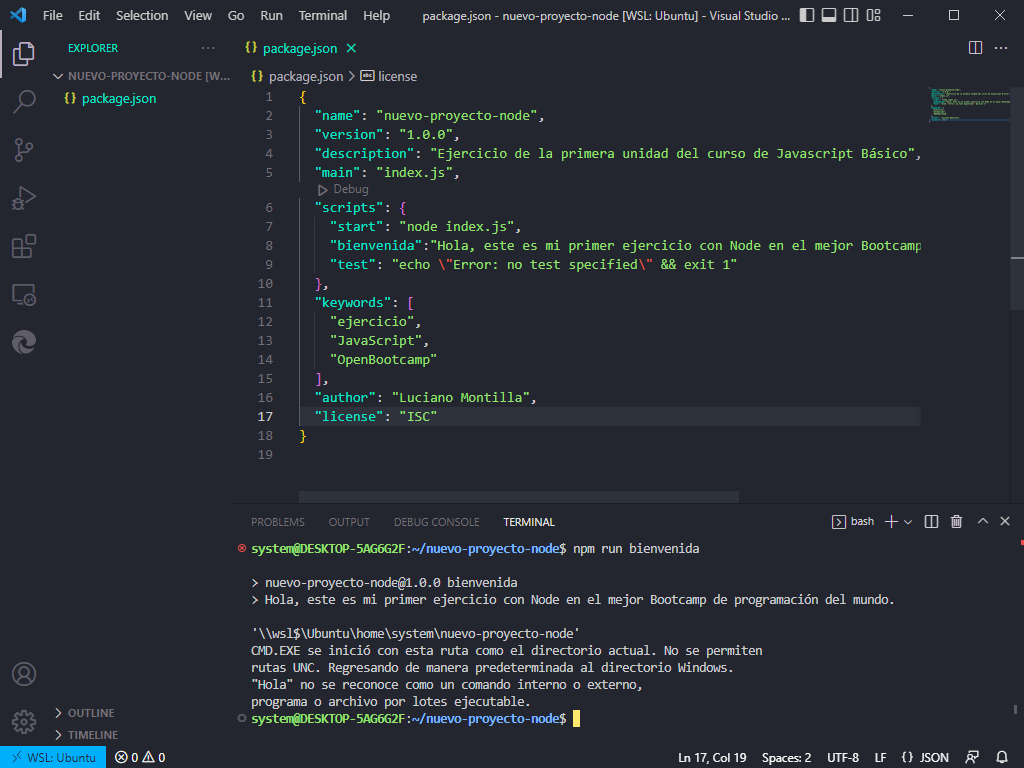 File Edit Selection View Go Run Terminal Help package.json - nuevo-proyecto-node [WSL: Ubuntu] - Visual Studio ...
EXPLORER ···
NUEVO-PROYECTO-NODE [W...
{} package.json
{} package.json ×
{} package.json > abc license
1 {
2 "name": "nuevo-proyecto-node",
3 "version": "1.0.0",
4 "description": "Ejercicio de la primera unidad del curso de Javascript Básico",
5 "main": "index.js",
Debug
6 "scripts": {
7 "start": "node index.js",
8 "bienvenida":"Hola, este es mi primer ejercicio con Node en el mejor Bootcamp
9 "test": "echo \"Error: no test specified\" && exit 1"
10 },
11 "keywords": [
12 "ejercicio",
13 "JavaScript",
14 "OpenBootcamp"
15 ],
16 "author": "Luciano Montilla",
17 "license": "ISC"
18 }
19
PROBLEMS OUTPUT DEBUG CONSOLE TERMINAL bash
system@DESKTOP-5AG6G2F:~/nuevo-proyecto-node$ npm run bienvenida
> nuevo-proyecto-node@1.0.0 bienvenida
> Hola, este es mi primer ejercicio con Node en el mejor Bootcamp de programación del mundo.
'\\wsl$\Ubuntu\home\system\nuevo-proyecto-node'
CMD.EXE se inició con esta ruta como el directorio actual. No se permiten
rutas UNC. Regresando de manera predeterminada al directorio Windows.
"Hola" no se reconoce como un comando interno o externo,
programa o archivo por lotes ejecutable.
system@DESKTOP-5AG6G2F:~/nuevo-proyecto-node$
OUTLINE
TIMELINE
WSL: Ubuntu 0 0 Ln 17, Col 19 Spaces: 2 UTF-8 LF {} JSON